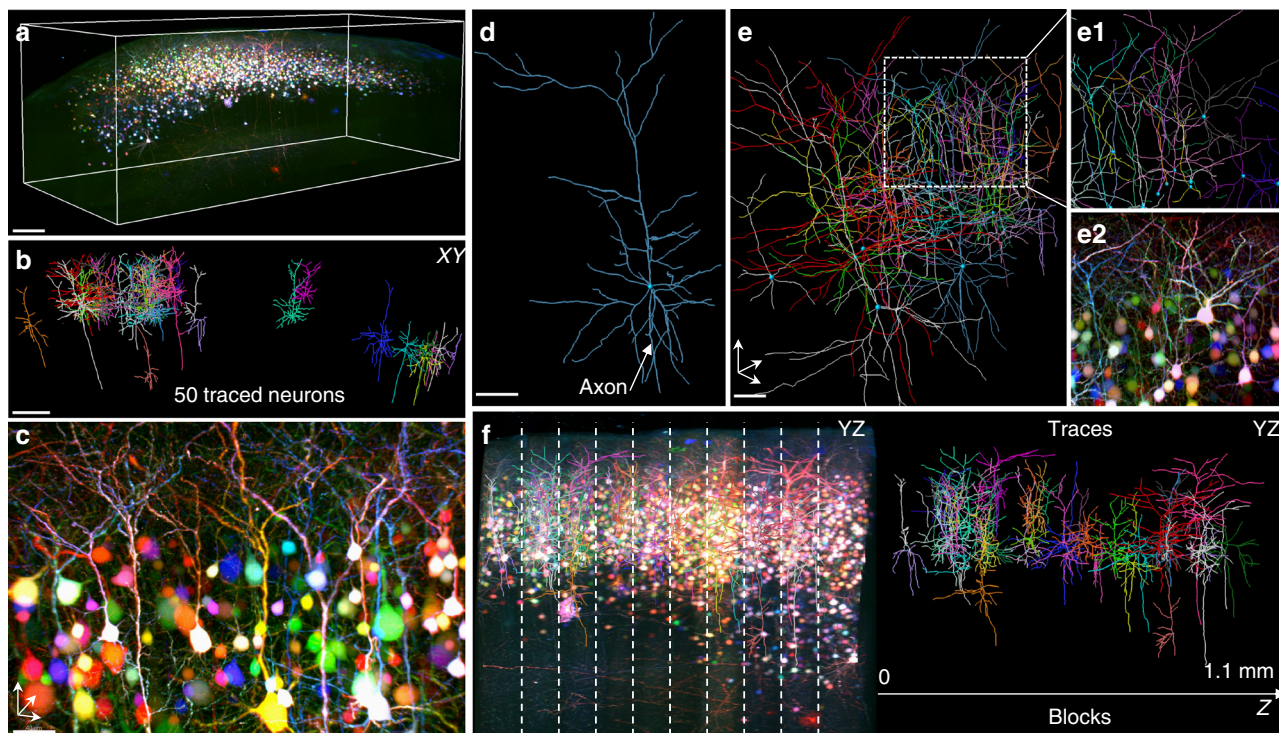 a
b
XY
50 traced neurons
c
d
Axon
e
e1
e2
f
YZ
Traces
YZ
0
1.1 mm
Z
Blocks